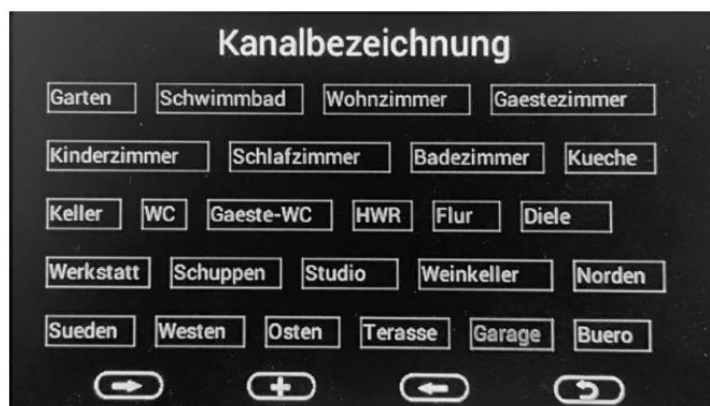 Kanalbezeichnung
Garten Schwimmbad Wohnzimmer Gaestezimmer
Kinderzimmer Schlafzimmer Badezimmer Kueche
Keller WC Gaeste-WC HWR Flur Diele
Werkstatt Schuppen Studio Weinkeller Norden
Sueden Westen Osten Terasse Garage Buero